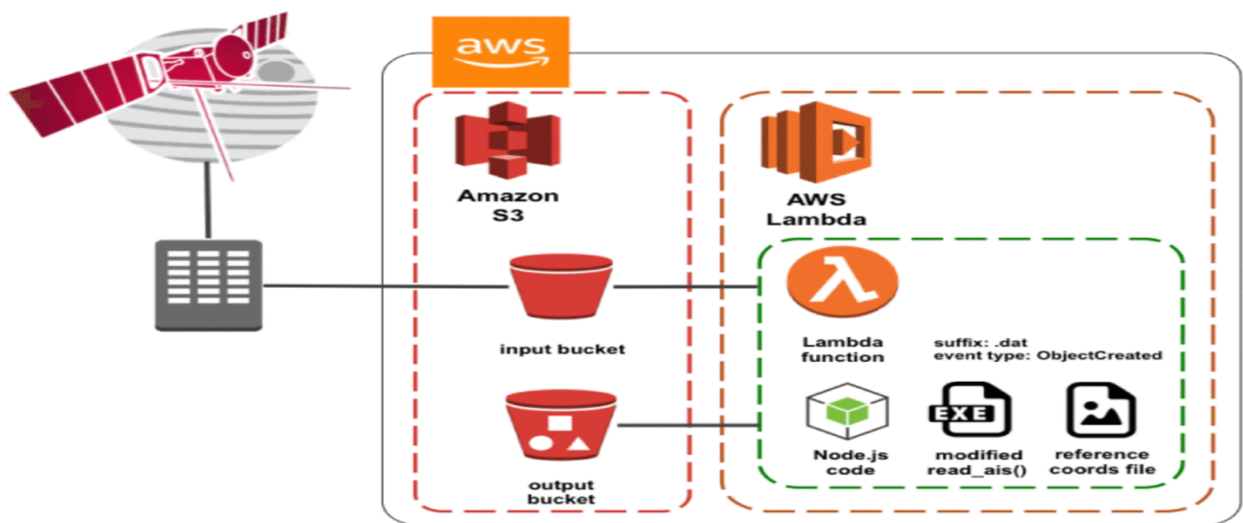 aws
Amazon
S3
AWS
Lambda
input bucket
Lambda
function
suffix: .dat
event type: ObjectCreated
output
bucket
Node.js
code
EXE
modified
read_ais()
reference
coords file